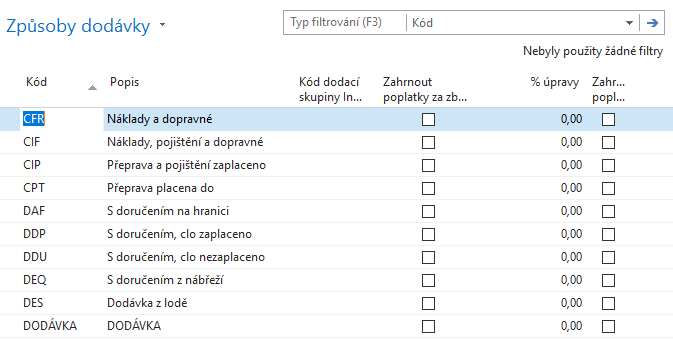 Způsoby dodávky
Typ filtrování (F3) Kód
Nebyly použity žádné filtry
Kód Popis Kód dodací skupiny In... Zahrnout poplatky za zb... % úpravy Zahr... popl...
CFR Náklady a dopravné 0,00
CIF Náklady, pojištění a dopravné 0,00
CIP Přeprava a pojištění zaplaceno 0,00
CPT Přeprava placena do 0,00
DAF S doručením na hranici 0,00
DDP S doručením, clo zaplaceno 0,00
DDU S doručením, clo nezaplaceno 0,00
DEQ S doručením z nábřeží 0,00
DES Dodávka z lodě 0,00
DODÁVKA DODÁVKA 0,00